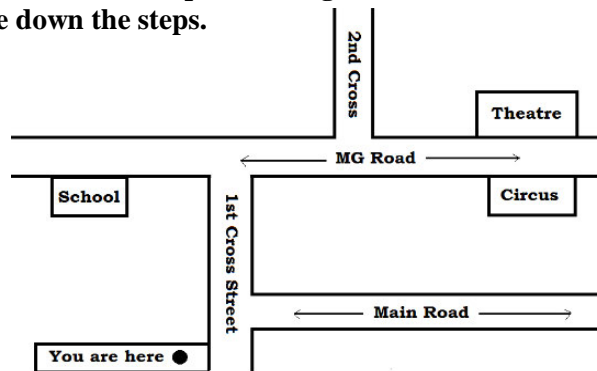 e down the steps.
2nd Cross
Theatre
MG Road
School
1st Cross Street
Circus
Main Road
You are here